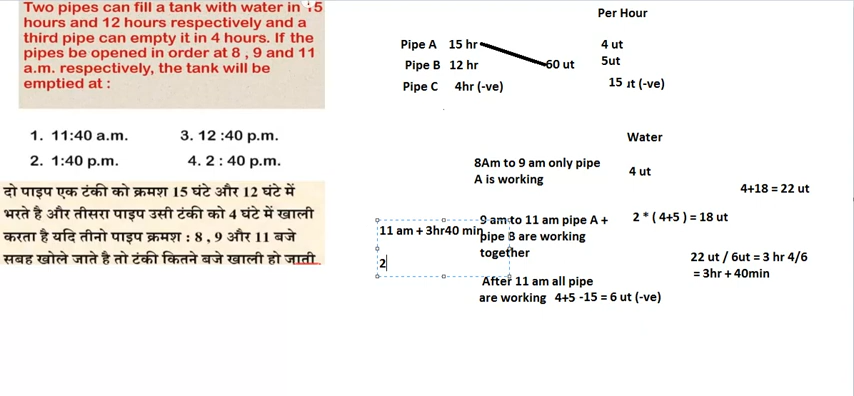 Two pipes can fill a tank with water in 15
hours and 12 hours respectively and a
third pipe can empty it in 4 hours. If the
pipes be opened in order at 8 , 9 and 11
a.m. respectively, the tank will be
emptied at :
1. 11:40 a.m.
3. 12 :40 p.m.
2. 1:40 p.m.
4. 2 : 40 p.m.
दो पाइप एक टंकी को क्रमश 15 घंटे और 12 घंटे में
भरते है और तीसरा पाइप उसी टंकी को 4 घंटे में खाली
करता है यदि तीनो पाइप क्रमश : 8 , 9 और 11 बजे
सबह खोले जाते है तो टंकी कितने बजे खाली हो जाती
Per Hour
Pipe A 15 hr
4 ut
Pipe B 12 hr
60 ut
5ut
Pipe C 4hr (-ve)
15 ut (-ve)
Water
8Am to 9 am only pipe
A is working
4 ut
4+18 = 22 ut
9 am to 11 am pipe A +
pipe B are working
together
2 * ( 4+5 ) = 18 ut
11 am + 3hr40 min
2
22 ut / 6ut = 3 hr 4/6
= 3hr + 40min
After 11 am all pipe
are working 4+5 -15 = 6 ut (-ve)